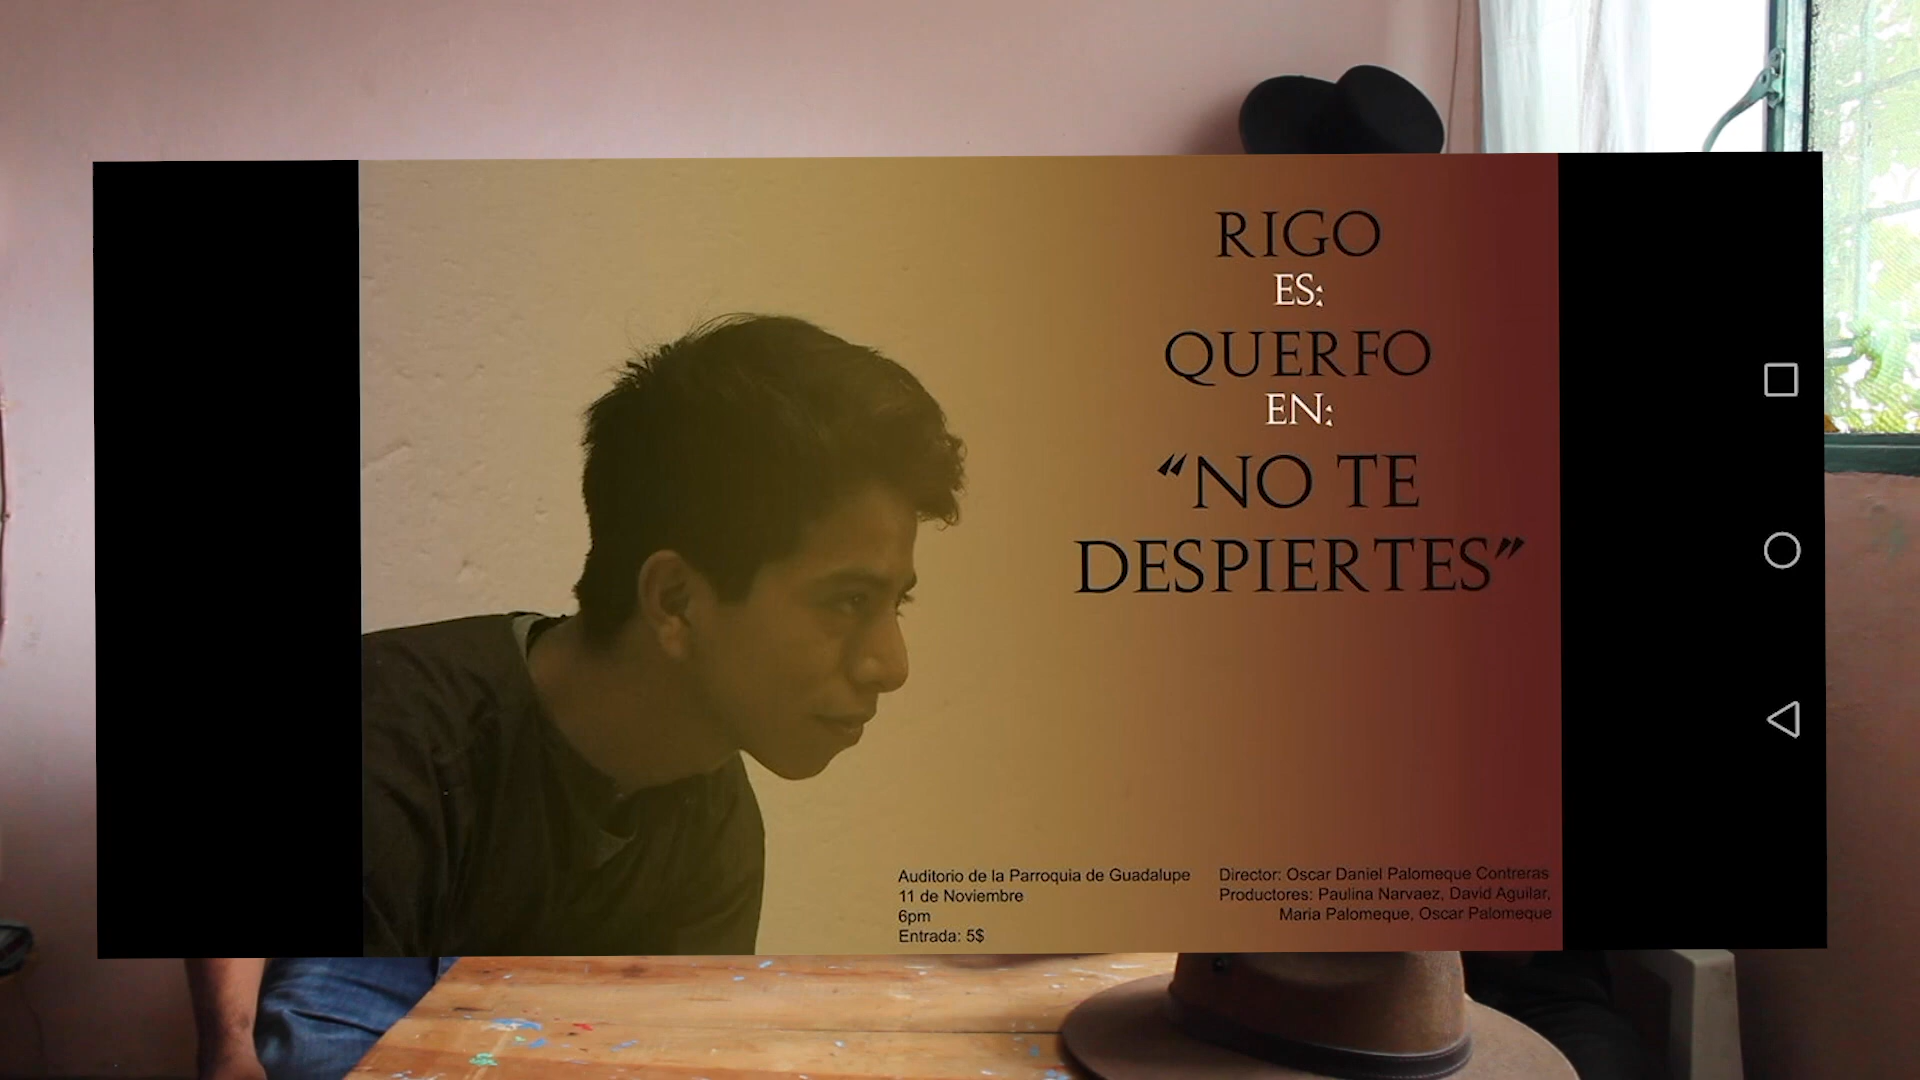 RIGO
ES:
QUERFO
EN:
“NO TE
DESPIERTES”
Auditorio de la Parroquia de Guadalupe
11 de Noviembre
6pm
Entrada: 5$
Director: Oscar Daniel Palomeque Contreras
Productores: Paulina Narvaez, David Aguilar,
Maria Palomeque, Oscar Palomeque